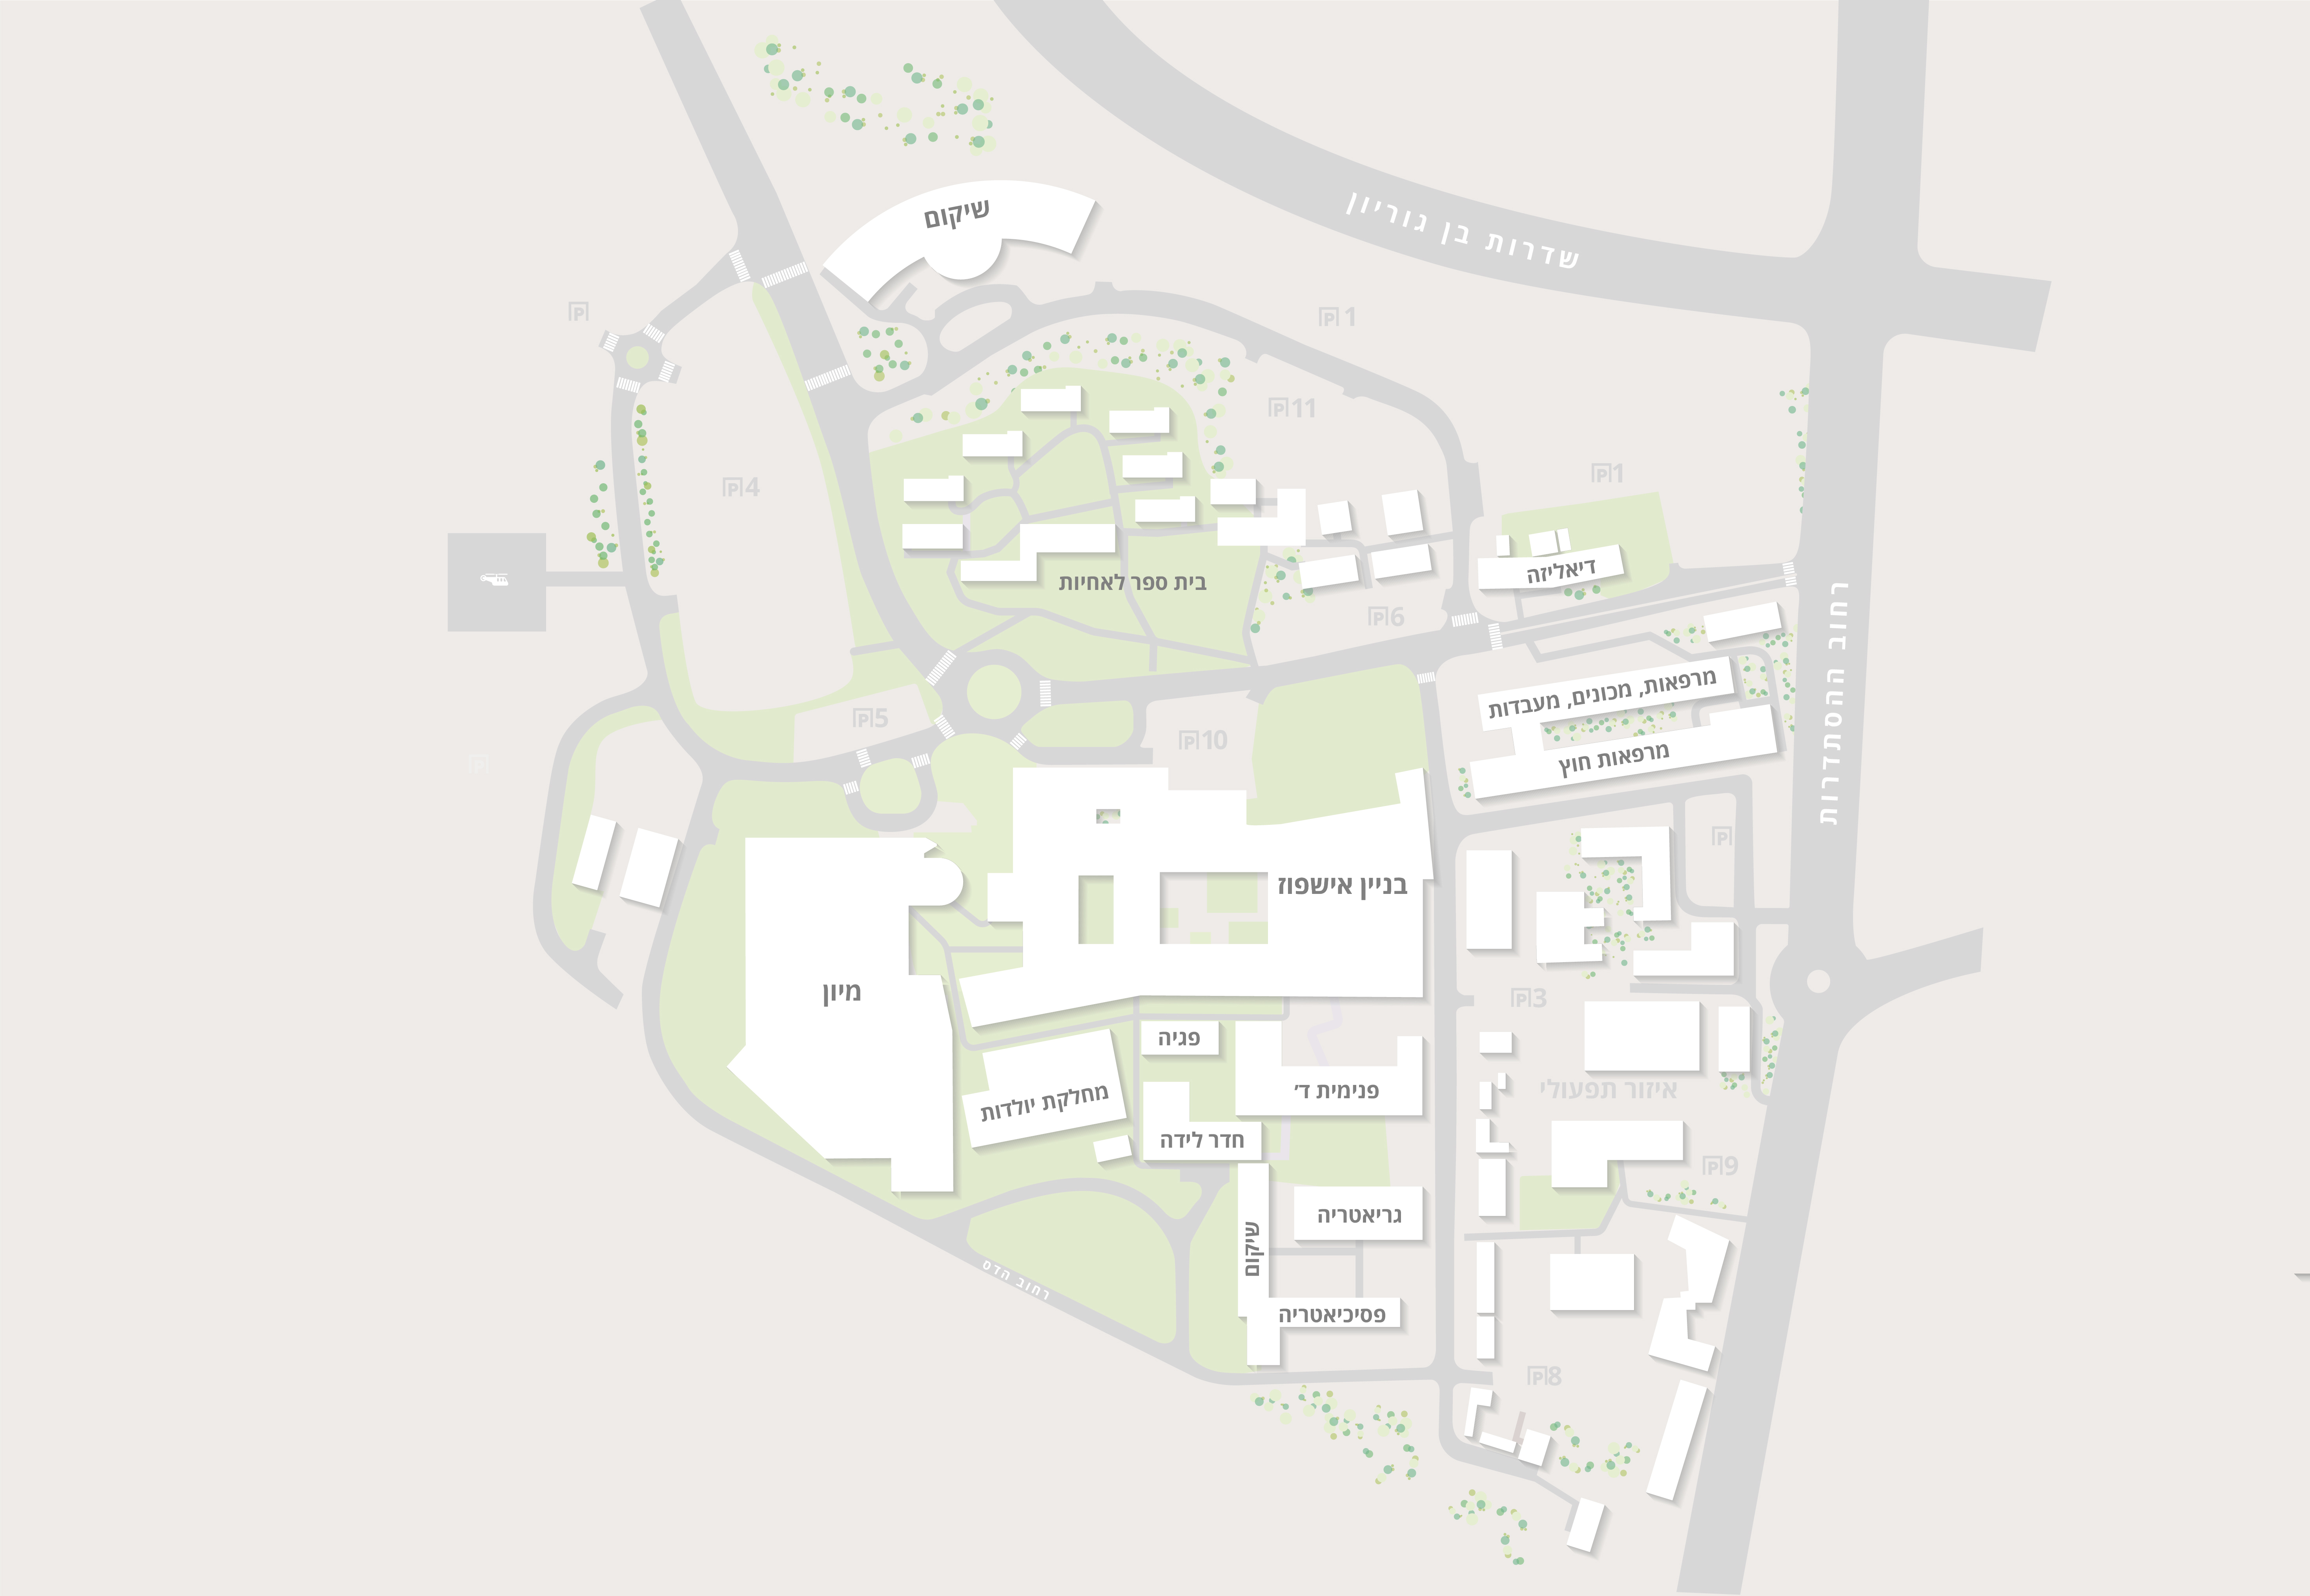 שיקום
שדרות בן גוריון
P
P 1
P11
P1
P4
דיאליזה
בית ספר לאחיות
P6
רחוב ההסתדרות
מרפאות, מכונים, מעבדות
P5
P10
מרפאות חוץ
P
P
בניין אישפוז
מיון
P3
פגיה
איזור תפעולי
פנימית ד׳
מחלקת יולדות
חדר לידה
P9
גריאטריה
שיקום
רחוב הדס
פסיכיאטריה
P8